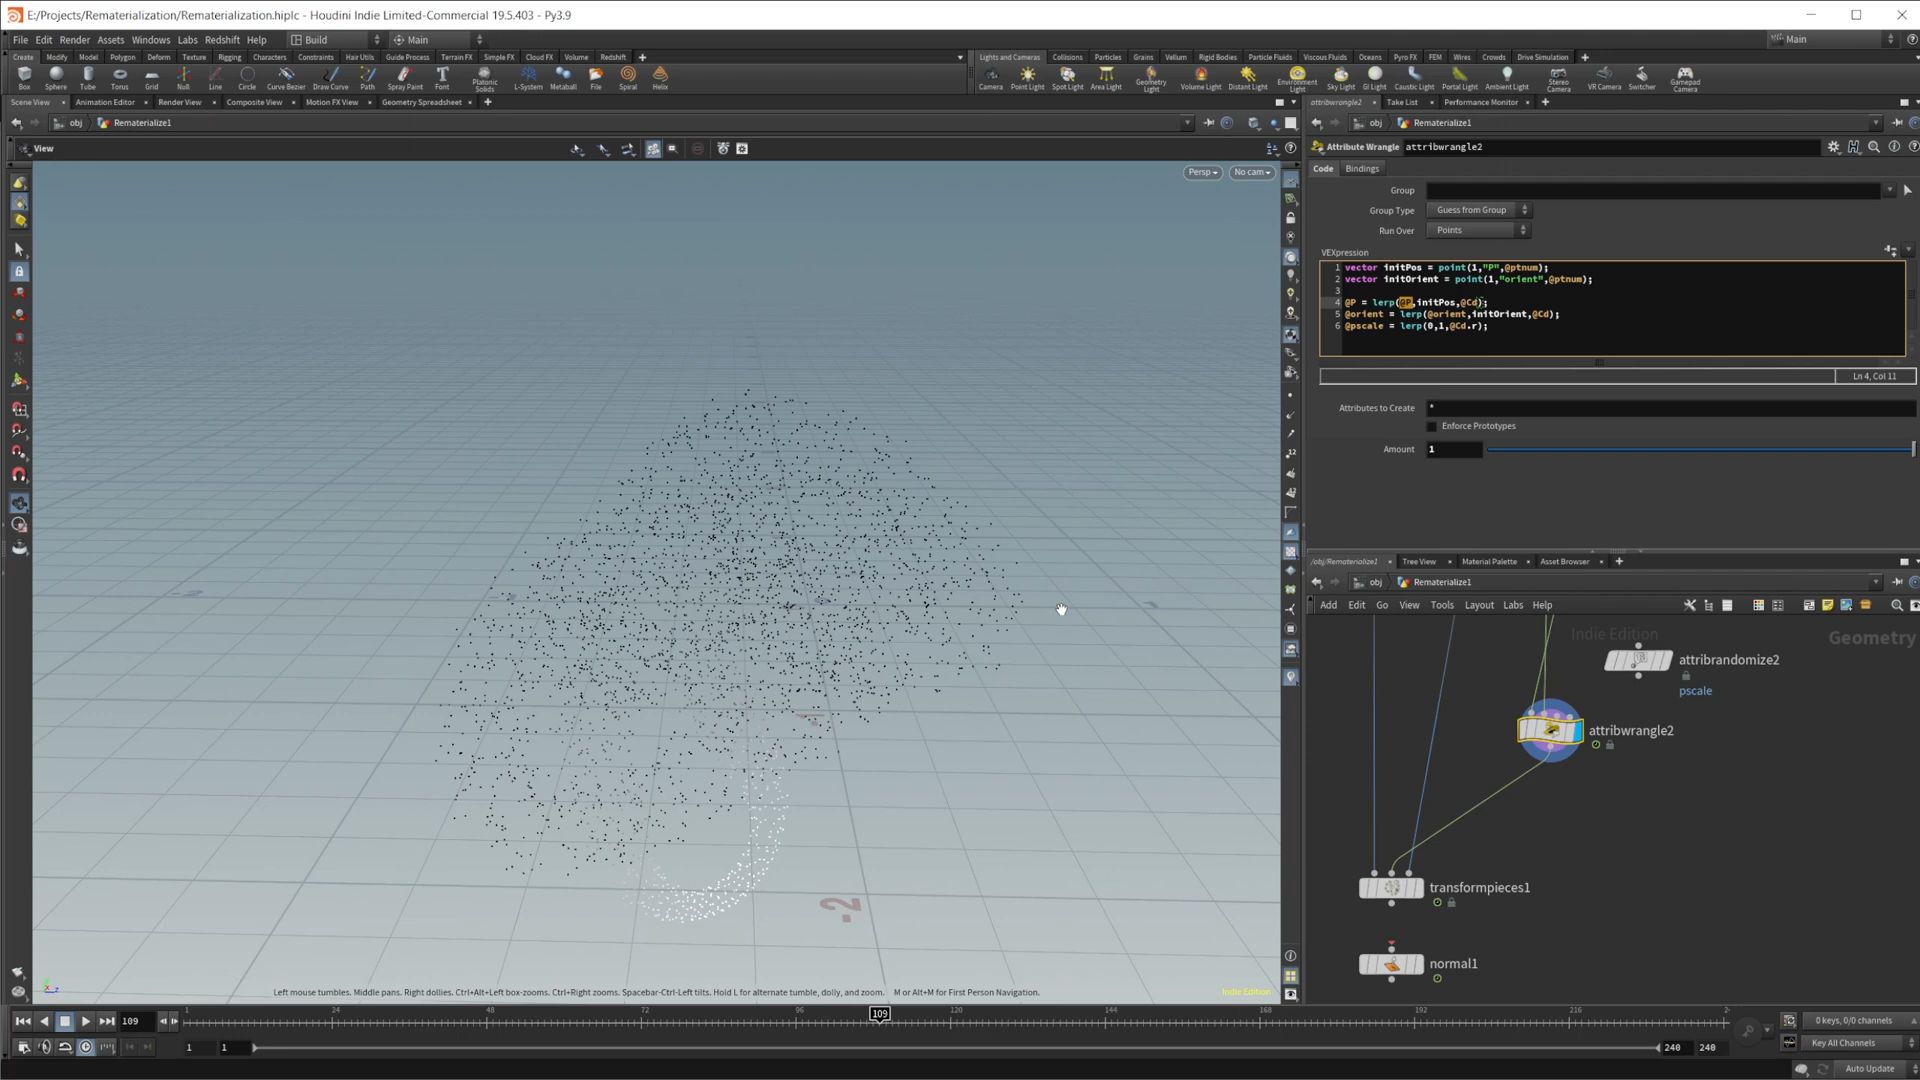 E:/Projects/Rematerialization/Rematerialization.hiplc - Houdini Indie Limited-Commercial 19.5.403 - Py3.9
File Edit Render Assets Windows Labs Redshift Help Build Main Main
Create Modify Model Polygon Deform Texture Rigging Characters Constraints Hair Utils Guide Process Terrain FX Simple FX Cloud FX Volume Redshift
Lights and Cameras Collisions Particles Grains Vellum Rigid Bodies Particle Fluids Viscous Fluids Oceans Pyro FX FEM Wires Crowds Drive Simulation
Box Sphere Tube Torus Grid Null Line Circle Curve Bezier Draw Curve Path Spray Paint Font Platonic Solids L-System Metaball File Spiral Helix
Camera Point Light Spot Light Area Light Geometry Light Volume Light Distant Light Environment Light Sky Light GI Light Caustic Light Portal Light Ambient Light Stereo Camera VR Camera Switcher Gamepad Camera
Scene View Animation Editor Render View Composite View Motion FX View Geometry Spreadsheet
attribwrangle2 Take List Performance Monitor
obj Rematerialize1
obj Rematerialize1
View
Persp No cam
Attribute Wrangle attribwrangle2
Code Bindings
Group
Group Type Guess from Group
Run Over Points
VEXpression
1 vector initPos = point(1,"P",@ptnum);
2 vector initOrient = point(1,"orient",@ptnum);
3
4 @P = lerp(@P,initPos,@Cd);
5 @orient = lerp(@orient,initOrient,@Cd);
6 @pscale = lerp(0,1,@Cd.r);
Ln 4, Col 11
Attributes to Create *
Enforce Prototypes
Amount 1
/obj/Rematerialize1 Tree View Material Palette Asset Browser
obj Rematerialize1
Add Edit Go View Tools Layout Labs Help
Indie Edition
Geometry
attribrandomize2
pscale
attribwrangle2
transformpieces1
normal1
-2
Left mouse tumbles. Middle pans. Right dollies. Ctrl+Alt+Left box-zooms. Ctrl+Right zooms. Spacebar-Ctrl-Left tilts. Hold L for alternate tumble, dolly, and zoom. M or Alt+M for First Person Navigation.
Indie Edition
109 1 24 48 72 96 109 120 144 168 192 216
0 keys, 0/0 channels
1 1 240 240
Key All Channels
Auto Update